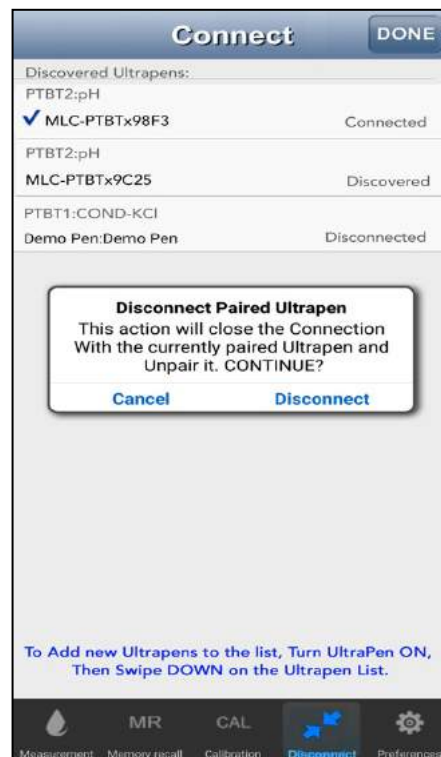 Connect
DONE
Discovered Ultrapens:
PTBT2:pH
✓ MLC-PTBTx98F3 Connected
PTBT2:pH
MLC-PTBTx9C25 Discovered
PTBT1:COND-KCl
Demo Pen:Demo Pen Disconnected
Disconnect Paired Ultrapen
This action will close the Connection
With the currently paired Ultrapen and
Unpair it. CONTINUE?
Cancel Disconnect
To Add new Ultrapens to the list, Turn UltraPen ON,
Then Swipe DOWN on the Ultrapen List.
MR CAL
Measurement Memory recall Calibration Disconnect Preferences